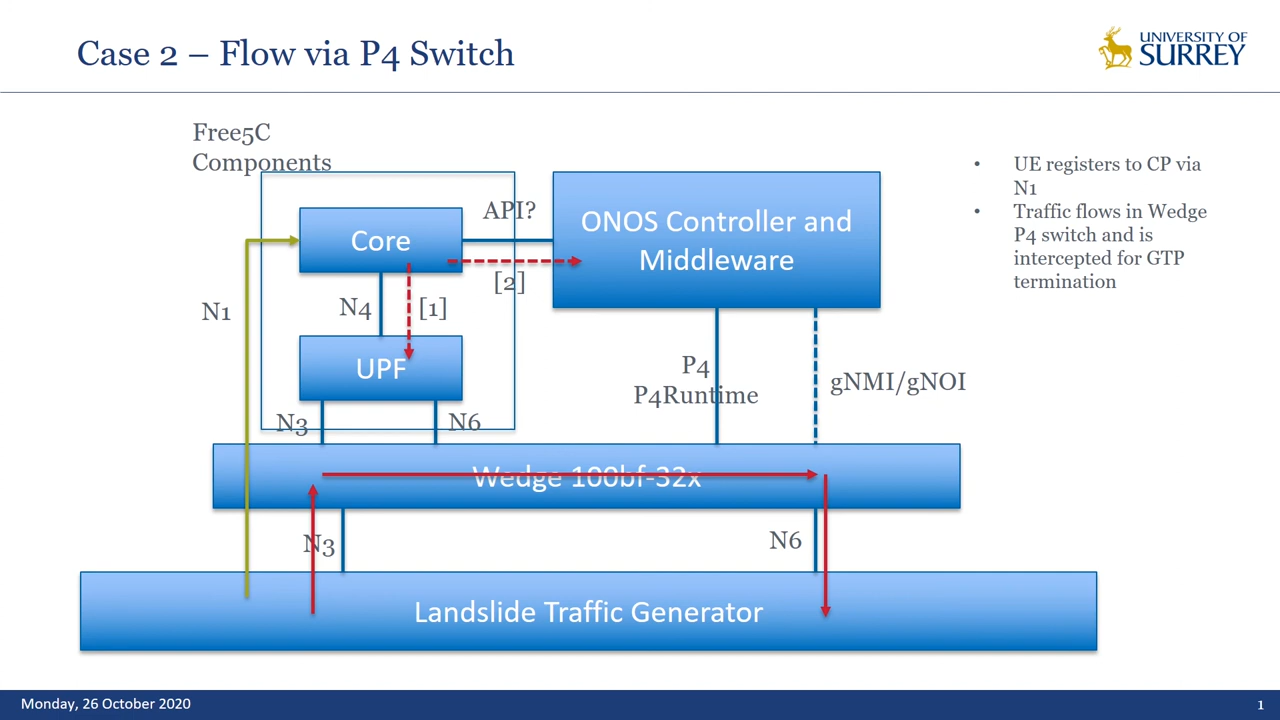 Case 2 – Flow via P4 Switch
UNIVERSITY OF
SURREY
Free5C
Components
Core
API?
ONOS Controller and
Middleware
[2]
N1
N4
[1]
UPF
N3
N6
P4
P4Runtime
gNMI/gNOI
Wedge 100bf-32x
N3
N6
Landslide Traffic Generator
• UE registers to CP via
N1
• Traffic flows in Wedge
P4 switch and is
intercepted for GTP
termination
Monday, 26 October 2020
1